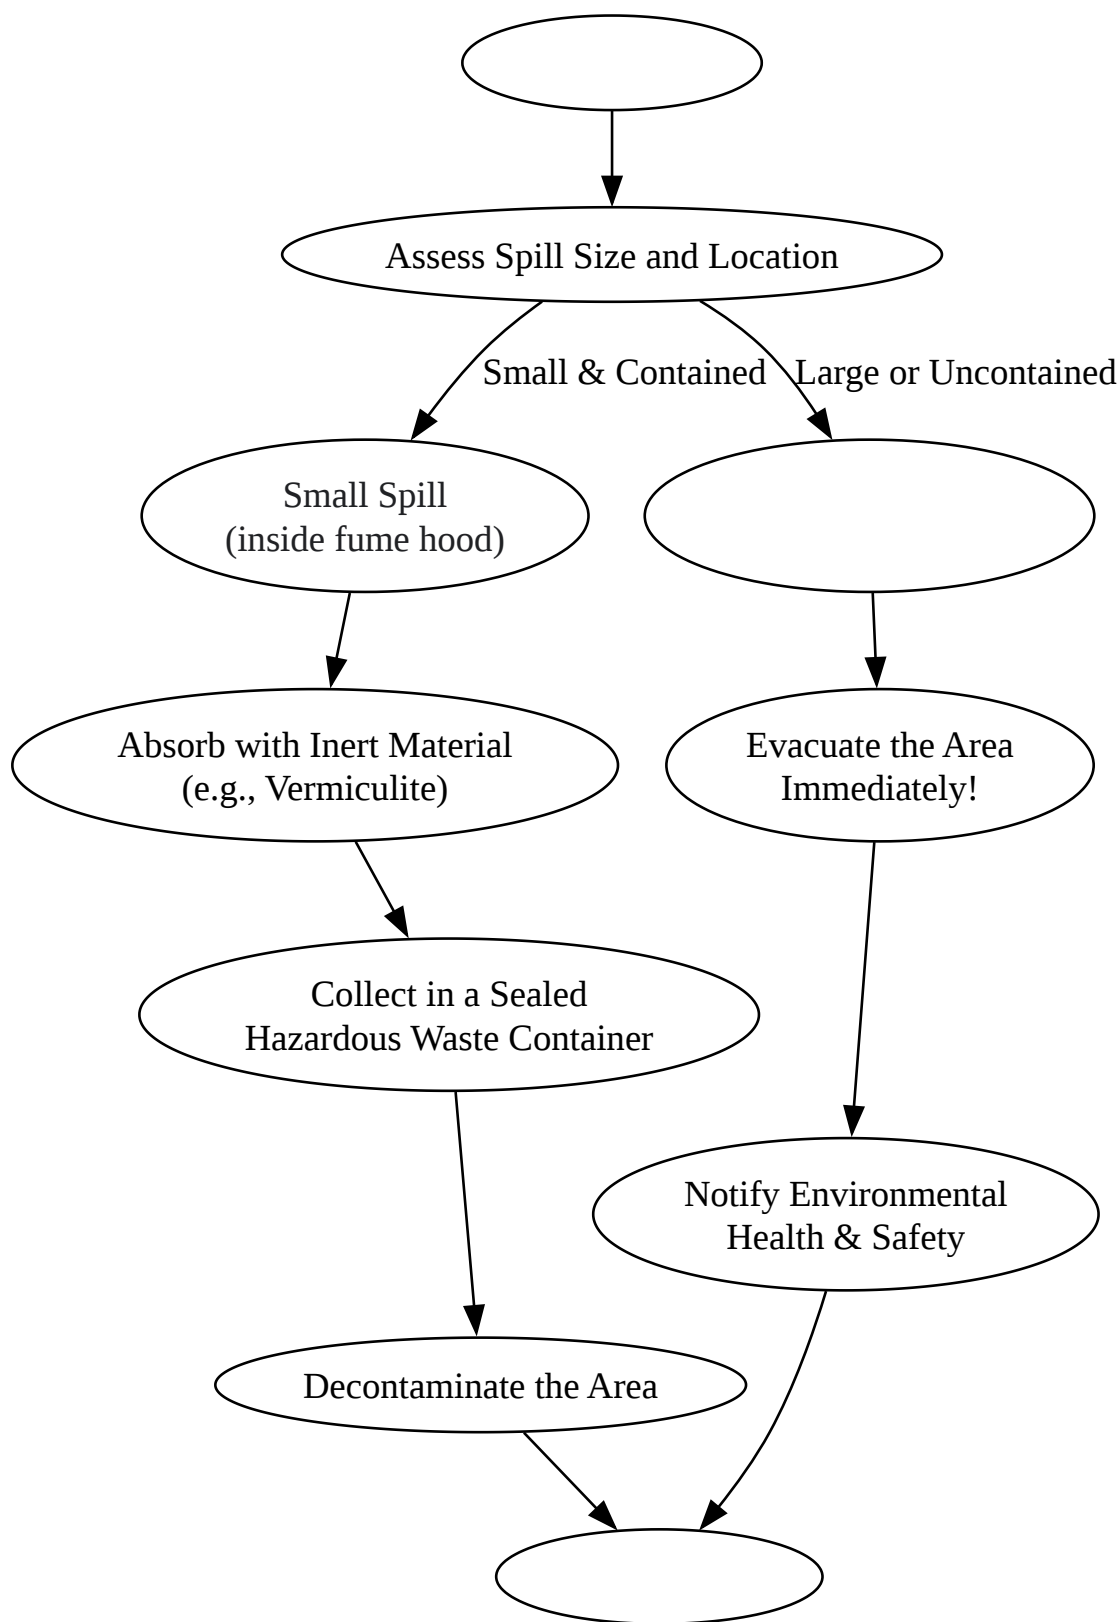 Assess Spill Size and Location
Small & Contained
Large or Uncontained
Small Spill
(inside fume hood)
Absorb with Inert Material
(e.g., Vermiculite)
Evacuate the Area
Immediately!
Collect in a Sealed
Hazardous Waste Container
Notify Environmental
Health & Safety
Decontaminate the Area